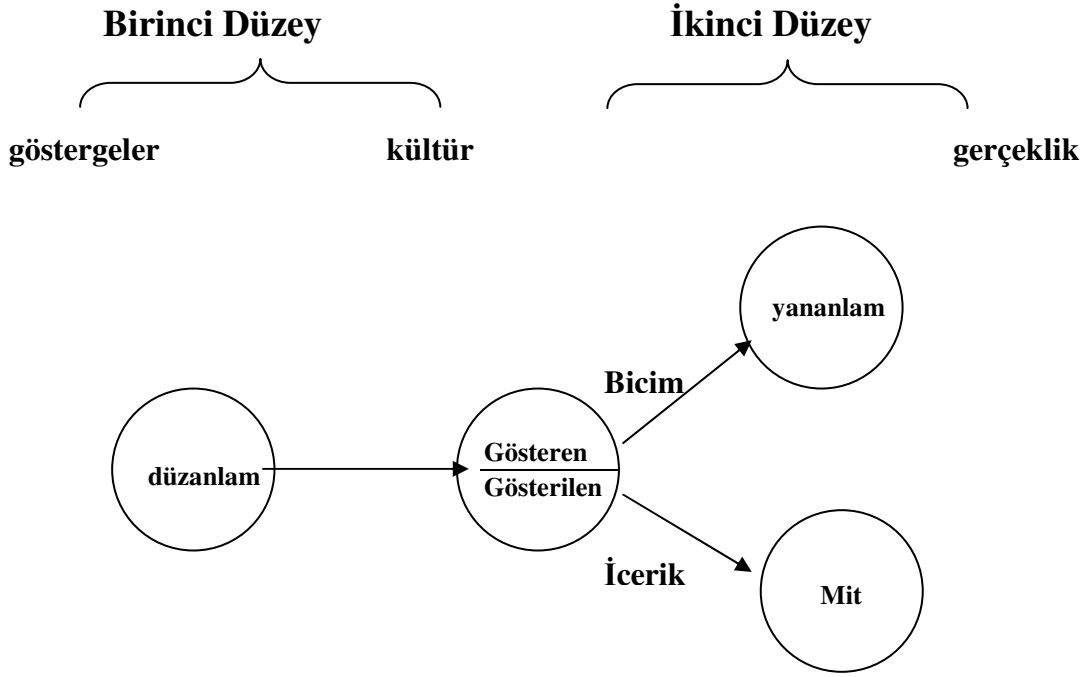 Birinci Düzey
İkinci Düzey
göstergeler
kültür
gerçeklik
yananlam
Bicim
düzanlam
Gösteren
Gösterilen
İcerik
Mit